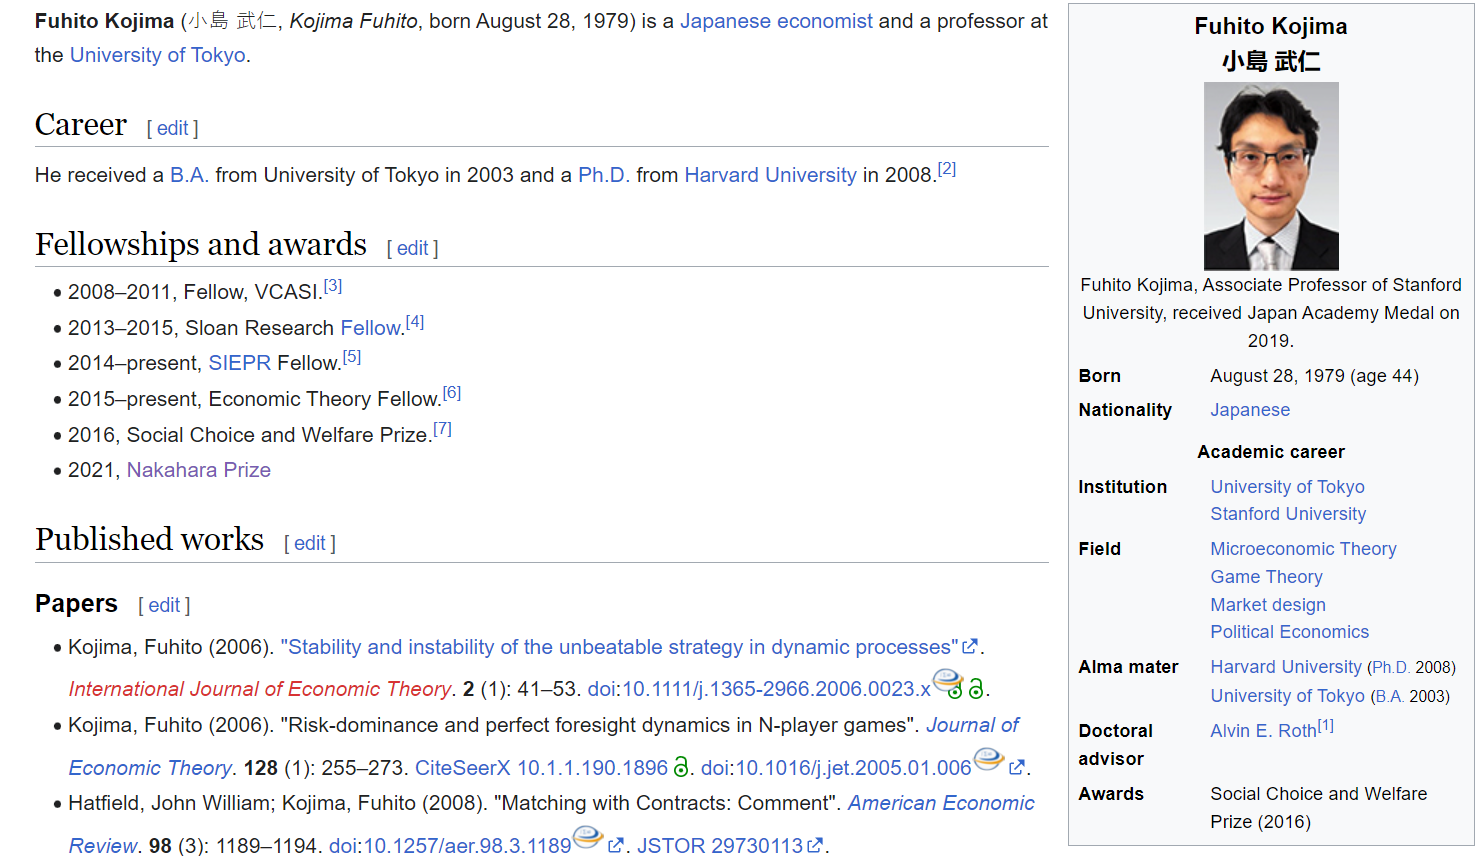 Fuhito Kojima (小島 武仁, Kojima Fuhito, born August 28, 1979) is a Japanese economist and a professor at
the University of Tokyo.
Career [ edit ]
He received a B.A. from University of Tokyo in 2003 and a Ph.D. from Harvard University in 2008.[2]
Fellowships and awards [ edit ]
• 2008–2011, Fellow, VCASI.[3]
• 2013–2015, Sloan Research Fellow.[4]
• 2014–present, SIEPR Fellow.[5]
• 2015–present, Economic Theory Fellow.[6]
• 2016, Social Choice and Welfare Prize.[7]
• 2021, Nakahara Prize
Published works [ edit ]
Papers [ edit ]
• Kojima, Fuhito (2006). "Stability and instability of the unbeatable strategy in dynamic processes".
International Journal of Economic Theory. 2 (1): 41–53. doi:10.1111/j.1365-2966.2006.0023.x.
• Kojima, Fuhito (2006). "Risk-dominance and perfect foresight dynamics in N-player games". Journal of
Economic Theory. 128 (1): 255–273. CiteSeerX 10.1.1.190.1896. doi:10.1016/j.jet.2005.01.006.
• Hatfield, John William; Kojima, Fuhito (2008). "Matching with Contracts: Comment". American Economic
Review. 98 (3): 1189–1194. doi:10.1257/aer.98.3.1189. JSTOR 29730113.
Fuhito Kojima
小島 武仁
Fuhito Kojima, Associate Professor of Stanford
University, received Japan Academy Medal on
2019.
Born August 28, 1979 (age 44)
Nationality Japanese
Academic career
Institution University of Tokyo
Stanford University
Field Microeconomic Theory
Game Theory
Market design
Political Economics
Alma mater Harvard University (Ph.D. 2008)
University of Tokyo (B.A. 2003)
Doctoral advisor Alvin E. Roth[1]
Awards Social Choice and Welfare
Prize (2016)